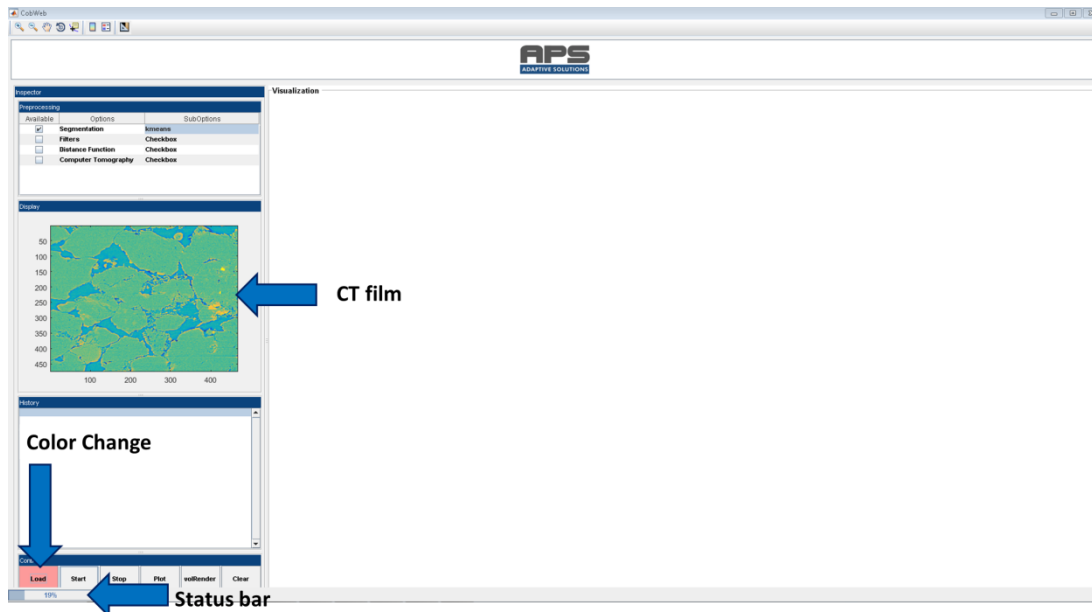 CobWeb
APS
ADAPTIVE SOLUTIONS
Inspector
Visualization
Preprocessing
Available Options SubOptions
Segmentation kmeans
Filters Checkbox
Distance Function Checkbox
Computer Tomography Checkbox
Display
50
100
150
200
250
300
350
400
450
100 200 300 400
CT film
History
Color Change
Load Start Stop Plot volRender Clear
19%
Status bar